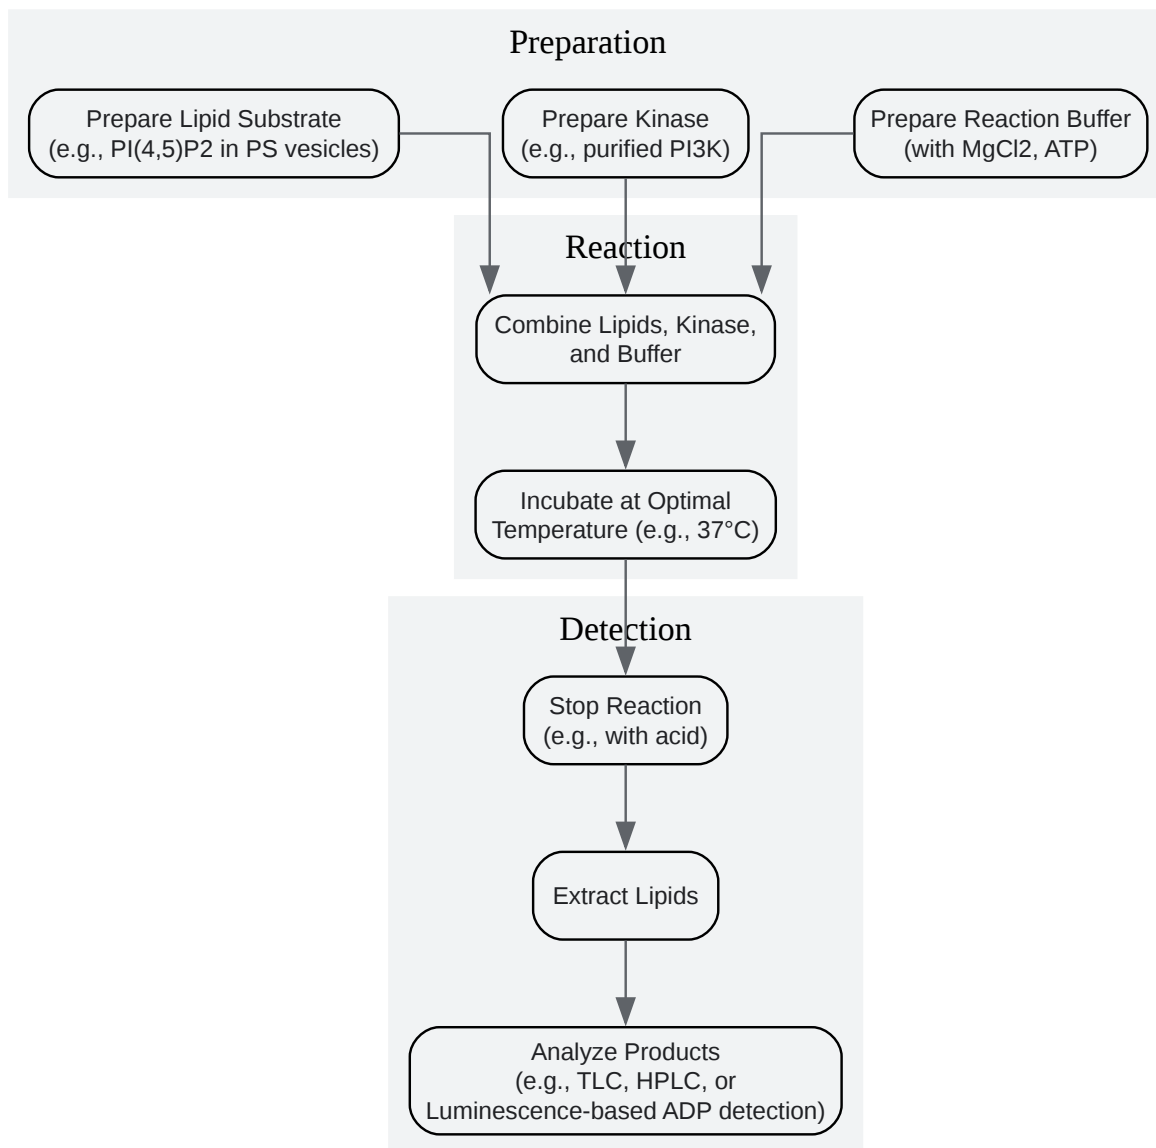 Preparation
Prepare Lipid Substrate
(e.g., PI(4,5)P2 in PS vesicles)
Prepare Kinase
(e.g., purified PI3K)
Prepare Reaction Buffer
(with MgCl2, ATP)
Reaction
Combine Lipids, Kinase,
and Buffer
Incubate at Optimal
Temperature (e.g., 37°C)
Detection
Stop Reaction
(e.g., with acid)
Extract Lipids
Analyze Products
(e.g., TLC, HPLC, or
Luminescence-based ADP detection)